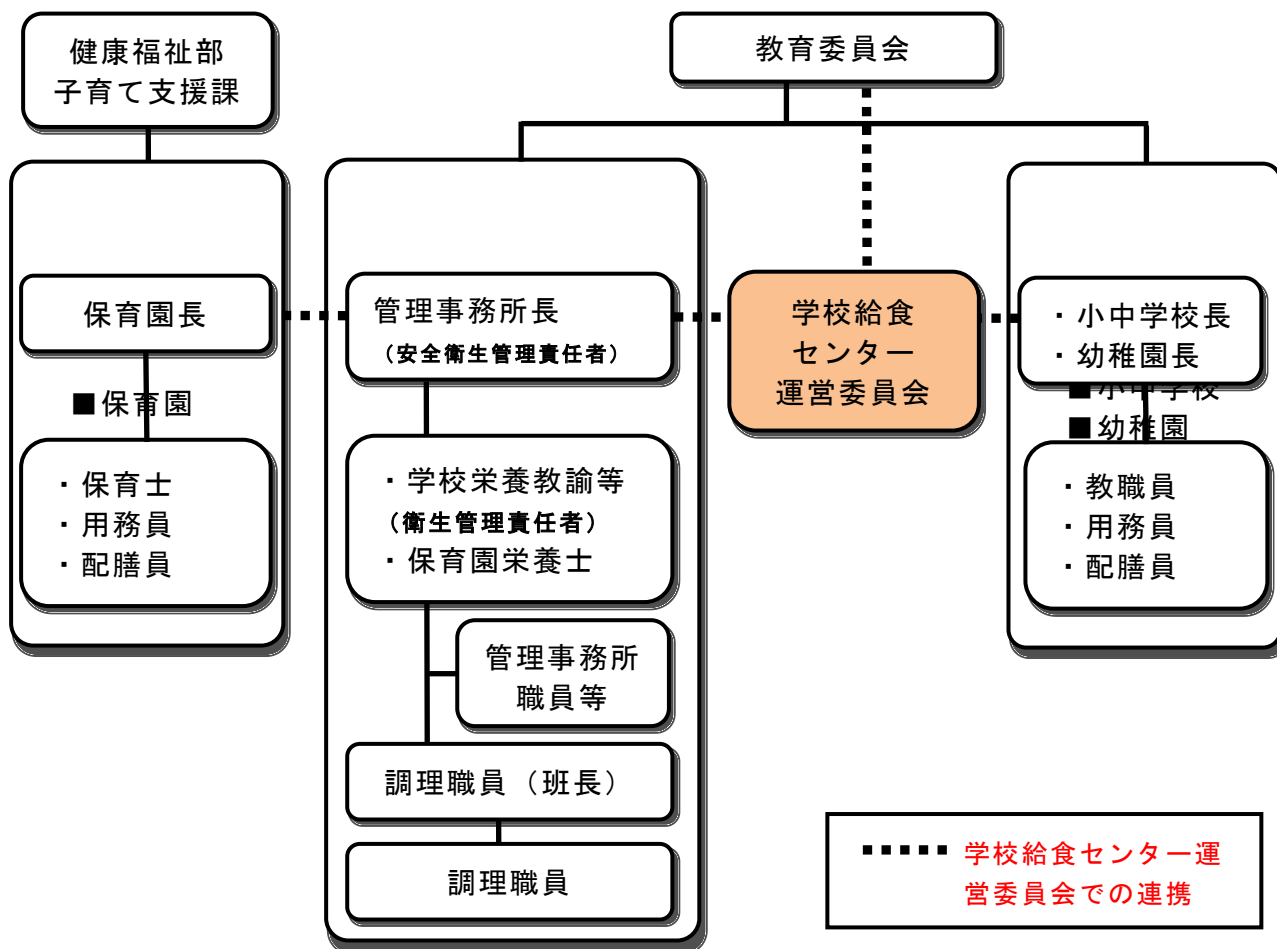 健康福祉部
子育て支援課
教育委員会
保育園長
■保育園
・保育士
・用務員
・配膳員
管理事務所長
（安全衛生管理責任者）
・学校栄養教諭等
（衛生管理責任者）
・保育園栄養士
管理事務所
職員等
調理職員（班長）
調理職員
学校給食
センター
運営委員会
・小中学校長
・幼稚園長
■小中学校
■幼稚園
・教職員
・用務員
・配膳員
学校給食センター運
営委員会での連携